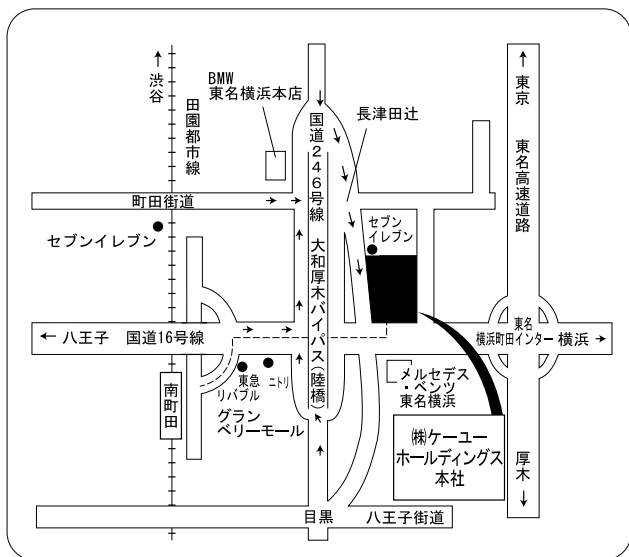 渋谷
田園都市線
BMW
東名横浜本店
国道246号線 大和厚木バイパス(陸橋)
長津田辻
東京
東名高速道路
町田街道
セブンイレブン
セブン
イレブン
八王子 国道16号線
東名
横浜町田インター
横浜
南町田
東急
リバブル
ニトリ
グラン
ベリーモール
メルセデス
・ベンツ
東名横浜
(株)ケーユー
ホールディングス
本社
厚木
目黒
八王子街道